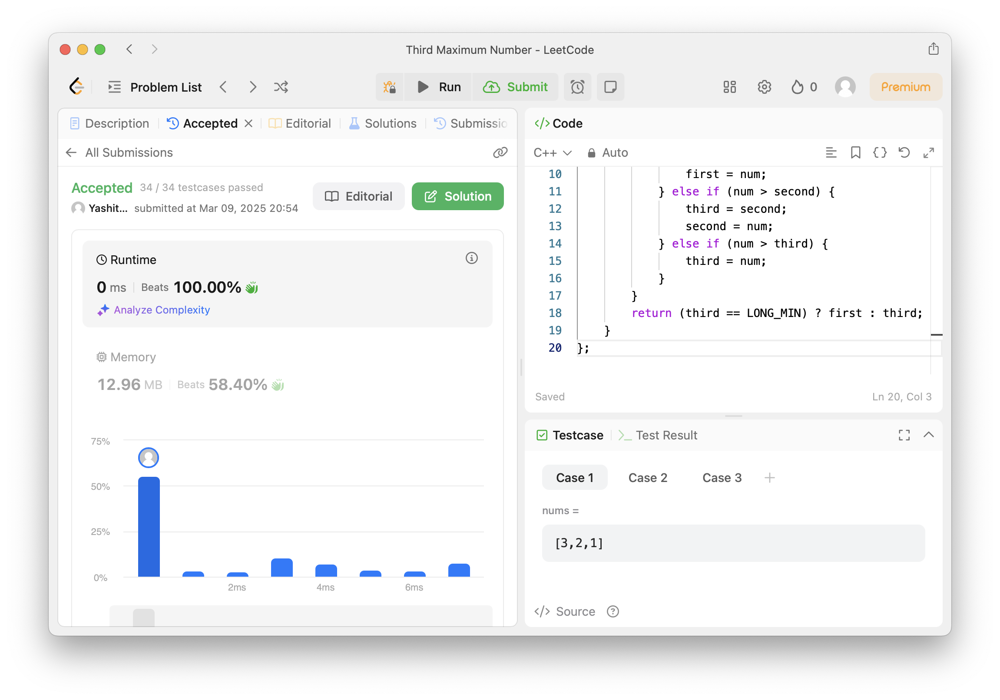 Third Maximum Number - LeetCode
Problem List
Run
Submit
0
Premium
Description
Accepted
Editorial
Solutions
Submissio
All Submissions
Accepted 34 / 34 testcases passed
Yashit... submitted at Mar 09, 2025 20:54
Editorial
Solution
Runtime
0 ms Beats 100.00%
Analyze Complexity
Memory
12.96 MB Beats 58.40%
75%
50%
25%
0%
2ms 4ms 6ms
</> Code
C++ Auto
10 first = num;
11 } else if (num > second) {
12 third = second;
13 second = num;
14 } else if (num > third) {
15 third = num;
16 }
17 }
18 return (third == LONG_MIN) ? first : third;
19 }
20 };
Saved
Ln 20, Col 3
Testcase
Test Result
Case 1 Case 2 Case 3 +
nums =
[3,2,1]
</> Source